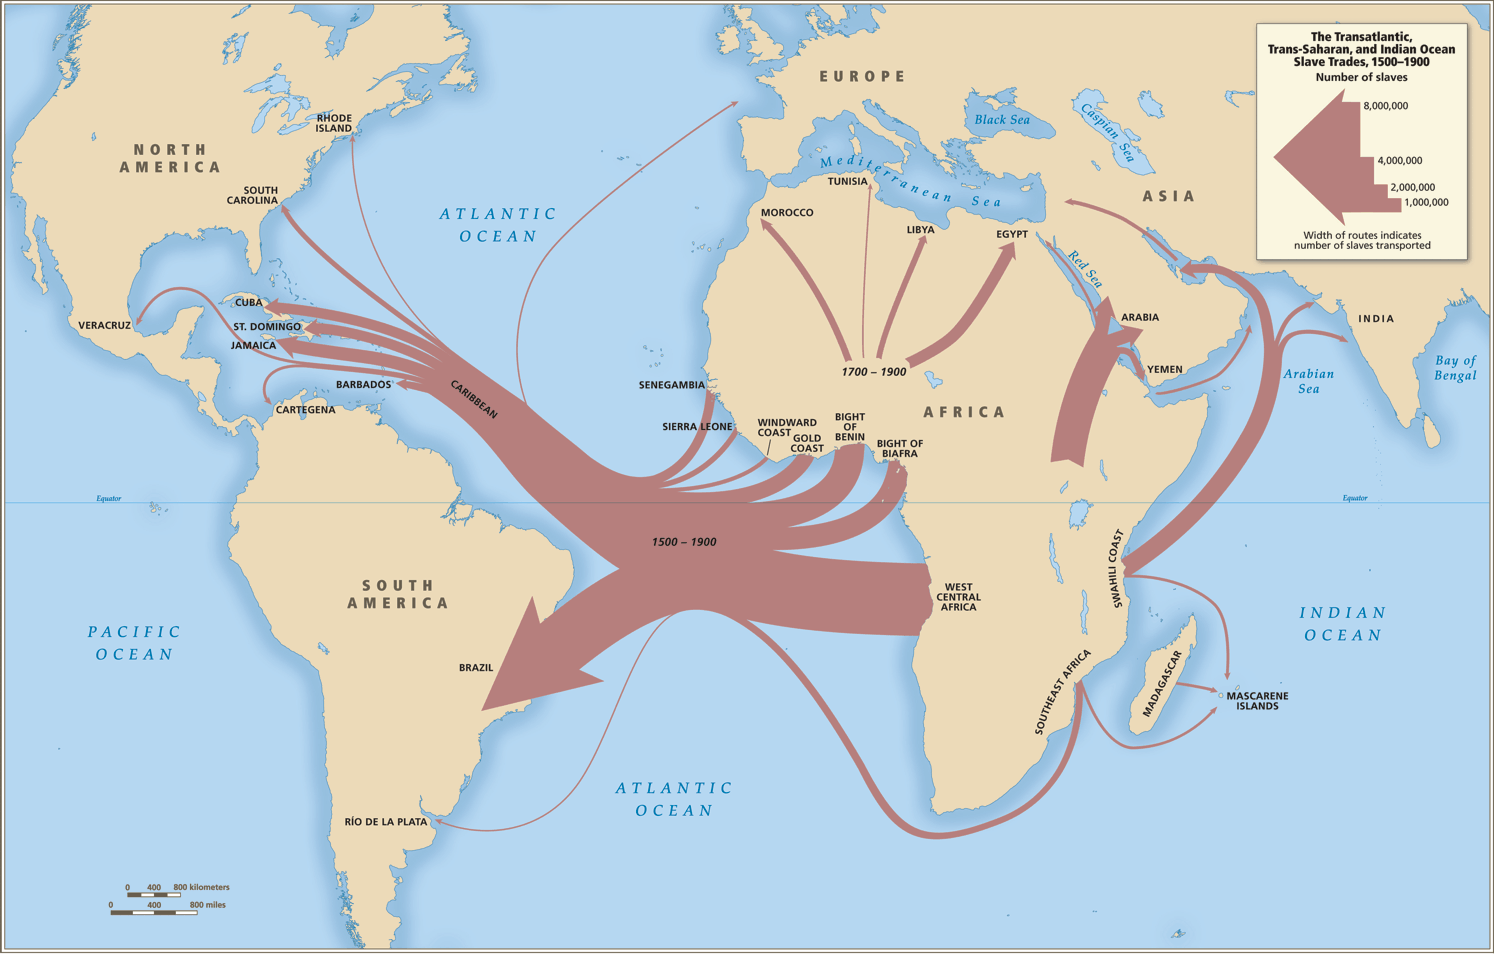 The Transatlantic,
Trans-Saharan, and Indian Ocean
Slave Trades, 1500–1900
Number of slaves
8,000,000
4,000,000
2,000,000
1,000,000
Width of routes indicates
number of slaves transported
EUROPE
Black Sea
Caspian Sea
RHODE
ISLAND
NORTH
AMERICA
Mediterranean Sea
TUNISIA
ASIA
SOUTH
CAROLINA
ATLANTIC
OCEAN
MOROCCO
LIBYA
EGYPT
Red Sea
CUBA
VERACRUZ
ST. DOMINGO
JAMAICA
ARABIA
INDIA
1700 – 1900
YEMEN
Arabian
Sea
Bay of
Bengal
BARBADOS
CARIBBEAN
SENEGAMBIA
CARTEGENA
AFRICA
SIERRA LEONE
WINDWARD
COAST
GOLD
COAST
BIGHT
OF
BENIN
BIGHT OF
BIAFRA
Equator
Equator
1500 – 1900
SWAHILI COAST
SOUTH
AMERICA
WEST
CENTRAL
AFRICA
INDIAN
OCEAN
PACIFIC
OCEAN
BRAZIL
SOUTHEAST AFRICA
MADAGASCAR
MASCARENE
ISLANDS
ATLANTIC
OCEAN
RÍO DE LA PLATA
0 400 800 kilometers
0 400 800 miles